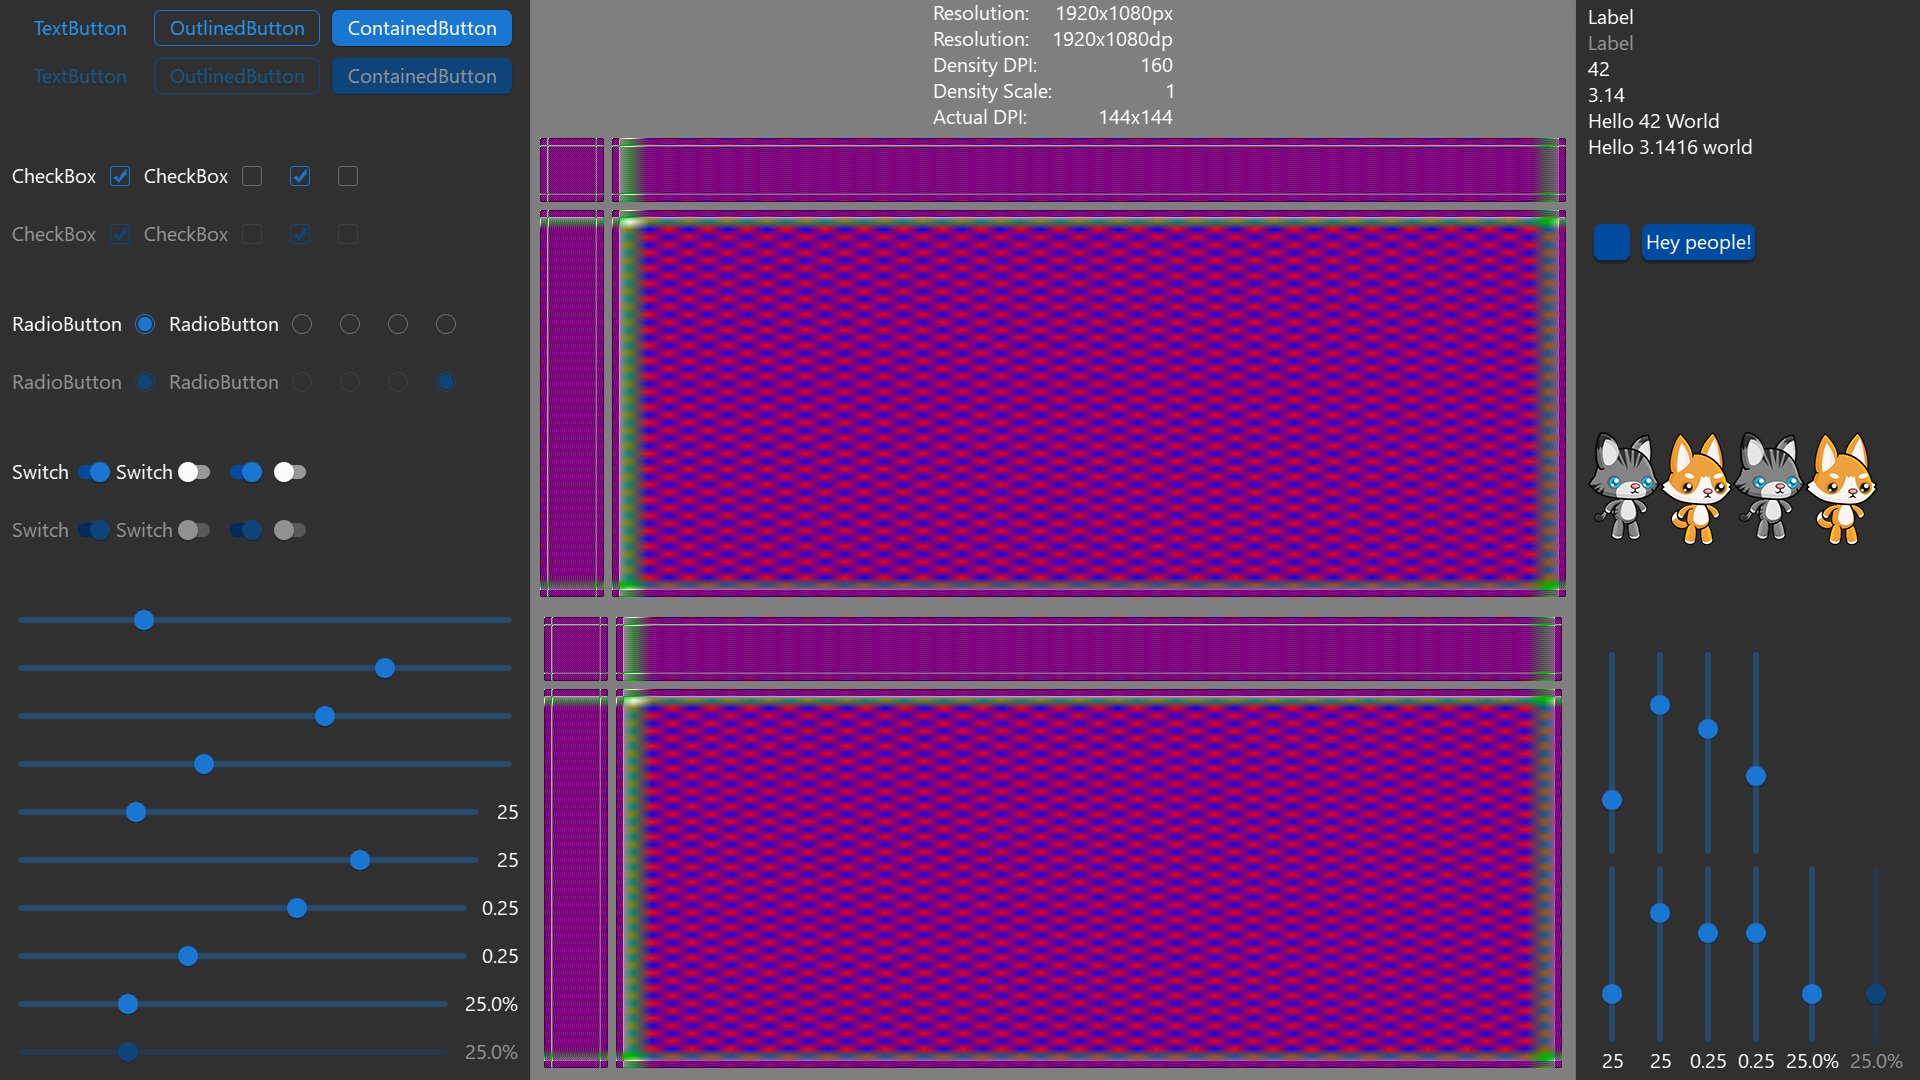 TextButton OutlinedButton ContainedButton
TextButton OutlinedButton ContainedButton
CheckBox CheckBox
CheckBox CheckBox
RadioButton RadioButton
RadioButton RadioButton
Switch Switch
Switch Switch
25
25
0.25
0.25
25.0%
25.0%
Resolution: 1920x1080px
Resolution: 1920x1080dp
Density DPI: 160
Density Scale: 1
Actual DPI: 144x144
Label
Label
42
3.14
Hello 42 World
Hello 3.1416 world
Hey people!
25 25 0.25 0.25 25.0% 25.0%